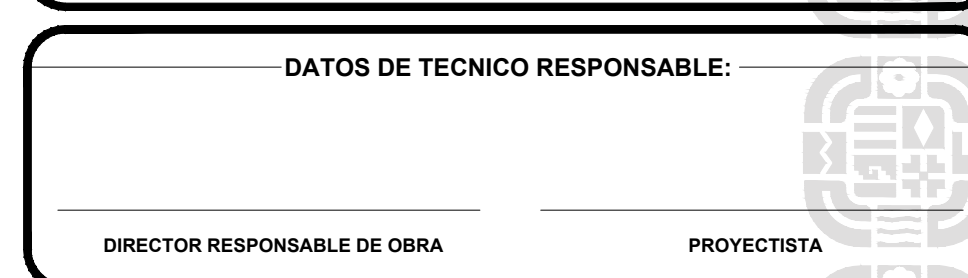 DATOS DE TECNICO RESPONSABLE:
DIRECTOR RESPONSABLE DE OBRA
PROYECTISTA